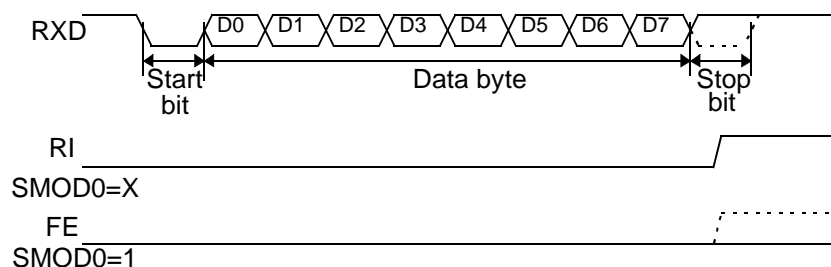 RXD D0 D1 D2 D3 D4 D5 D6 D7
Start bit
Data byte
Stop bit
RI
SMOD0=X
FE
SMOD0=1